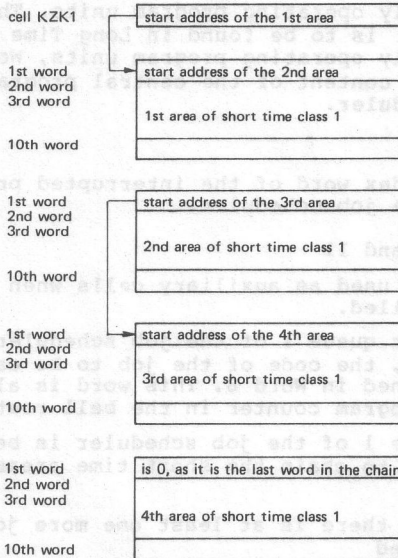 cell KZK1 start address of the 1st area
1st word start address of the 2nd area
2nd word
3rd word
1st area of short time class 1
10th word
1st word start address of the 3rd area
2nd word
3rd word
2nd area of short time class 1
10th word
1st word start address of the 4th area
2nd word
3rd word
3rd area of short time class 1
10th word
1st word is 0, as it is the last word in the chain
2nd word
3rd word
4th area of short time class 1
10th word